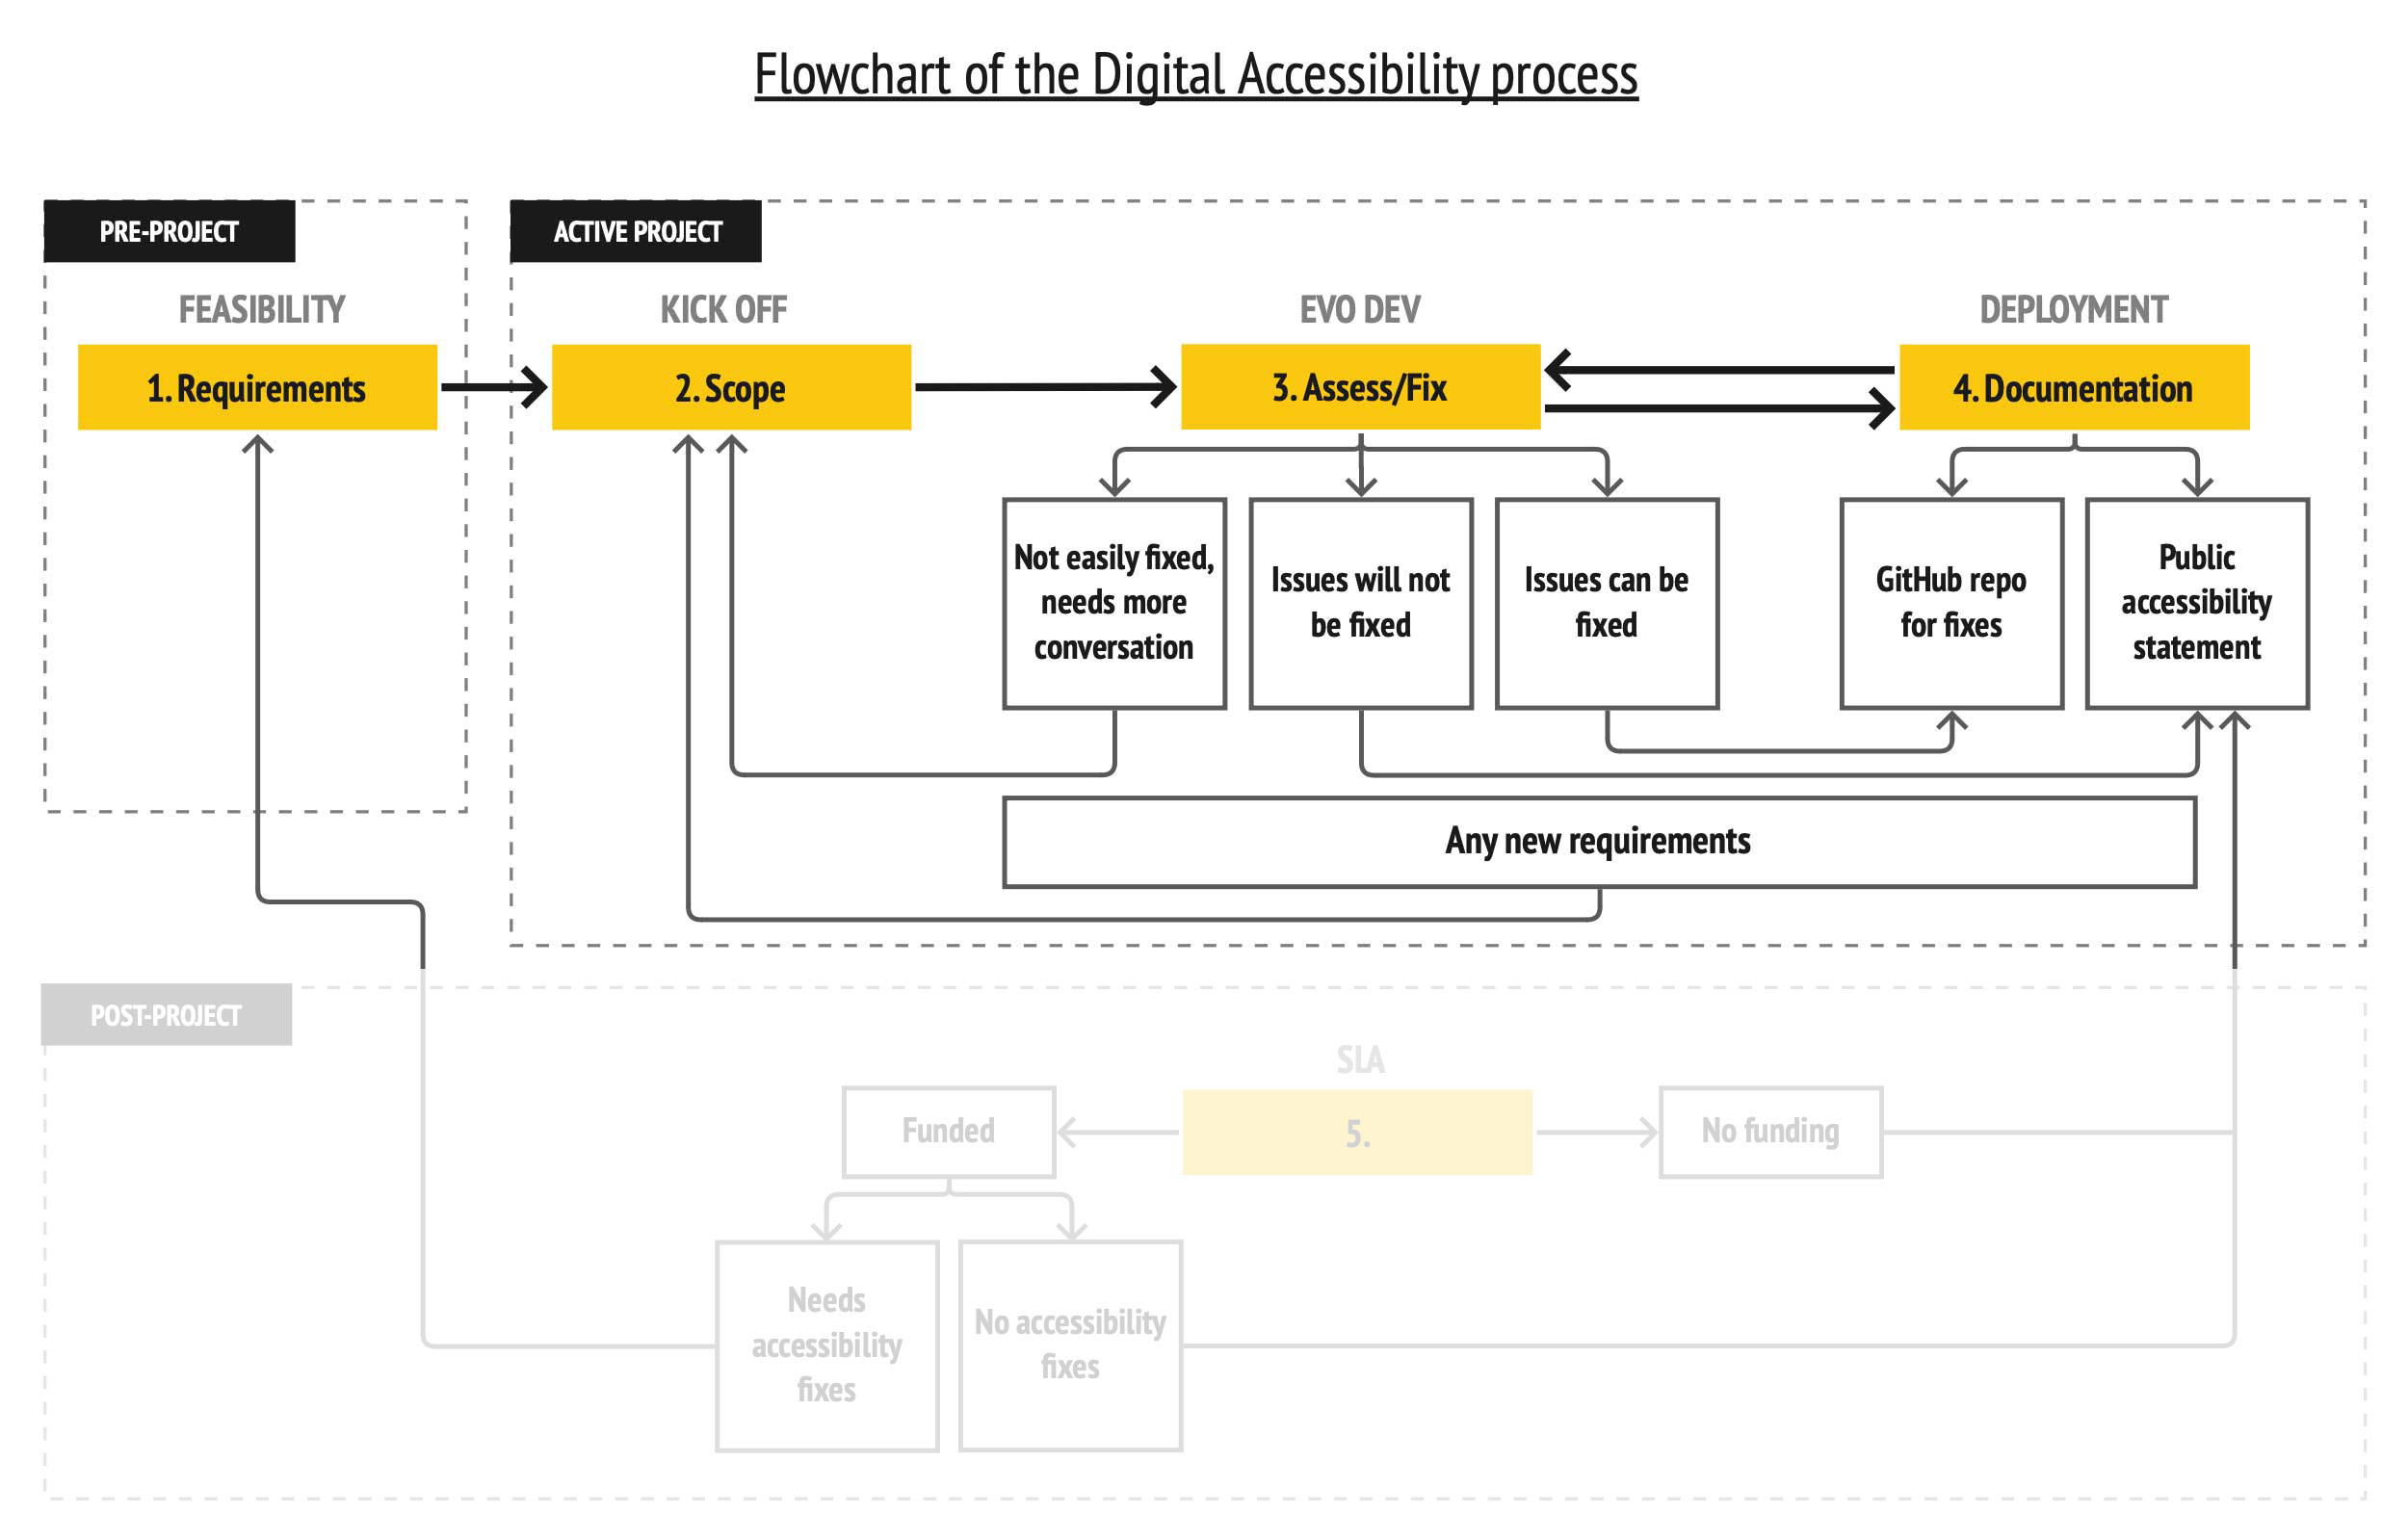 Flowchart of the Digital Accessibility process
PRE-PROJECT
FEASIBILITY
1. Requirements
ACTIVE PROJECT
KICK OFF
2. Scope
EVO DEV
3. Assess/Fix
DEPLOYMENT
4. Documentation
Not easily fixed,
needs more
conversation
Issues will not
be fixed
Issues can be
fixed
GitHub repo
for fixes
Public
accessibility
statement
Any new requirements
POST-PROJECT
SLA
Funded
5.
No funding
Needs
accessibility
fixes
No accessibility
fixes